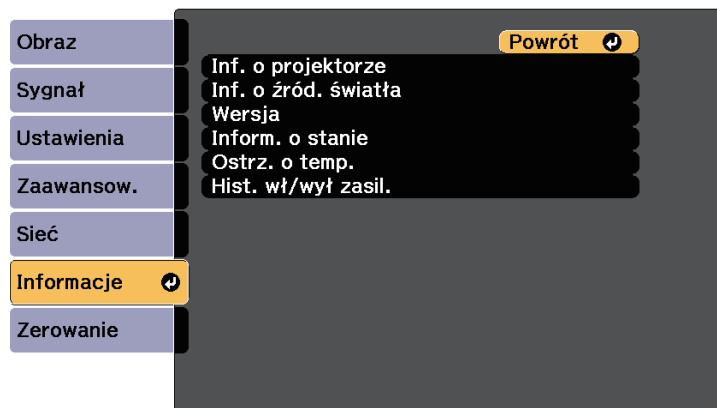 Obraz
Sygnał
Ustawienia
Zaawansow.
Sieć
Informacje
Zerowanie
Powrót
Inf. o projektorze
Inf. o źród. światła
Wersja
Inform. o stanie
Ostrz. o temp.
Hist. wł/wył zasil.